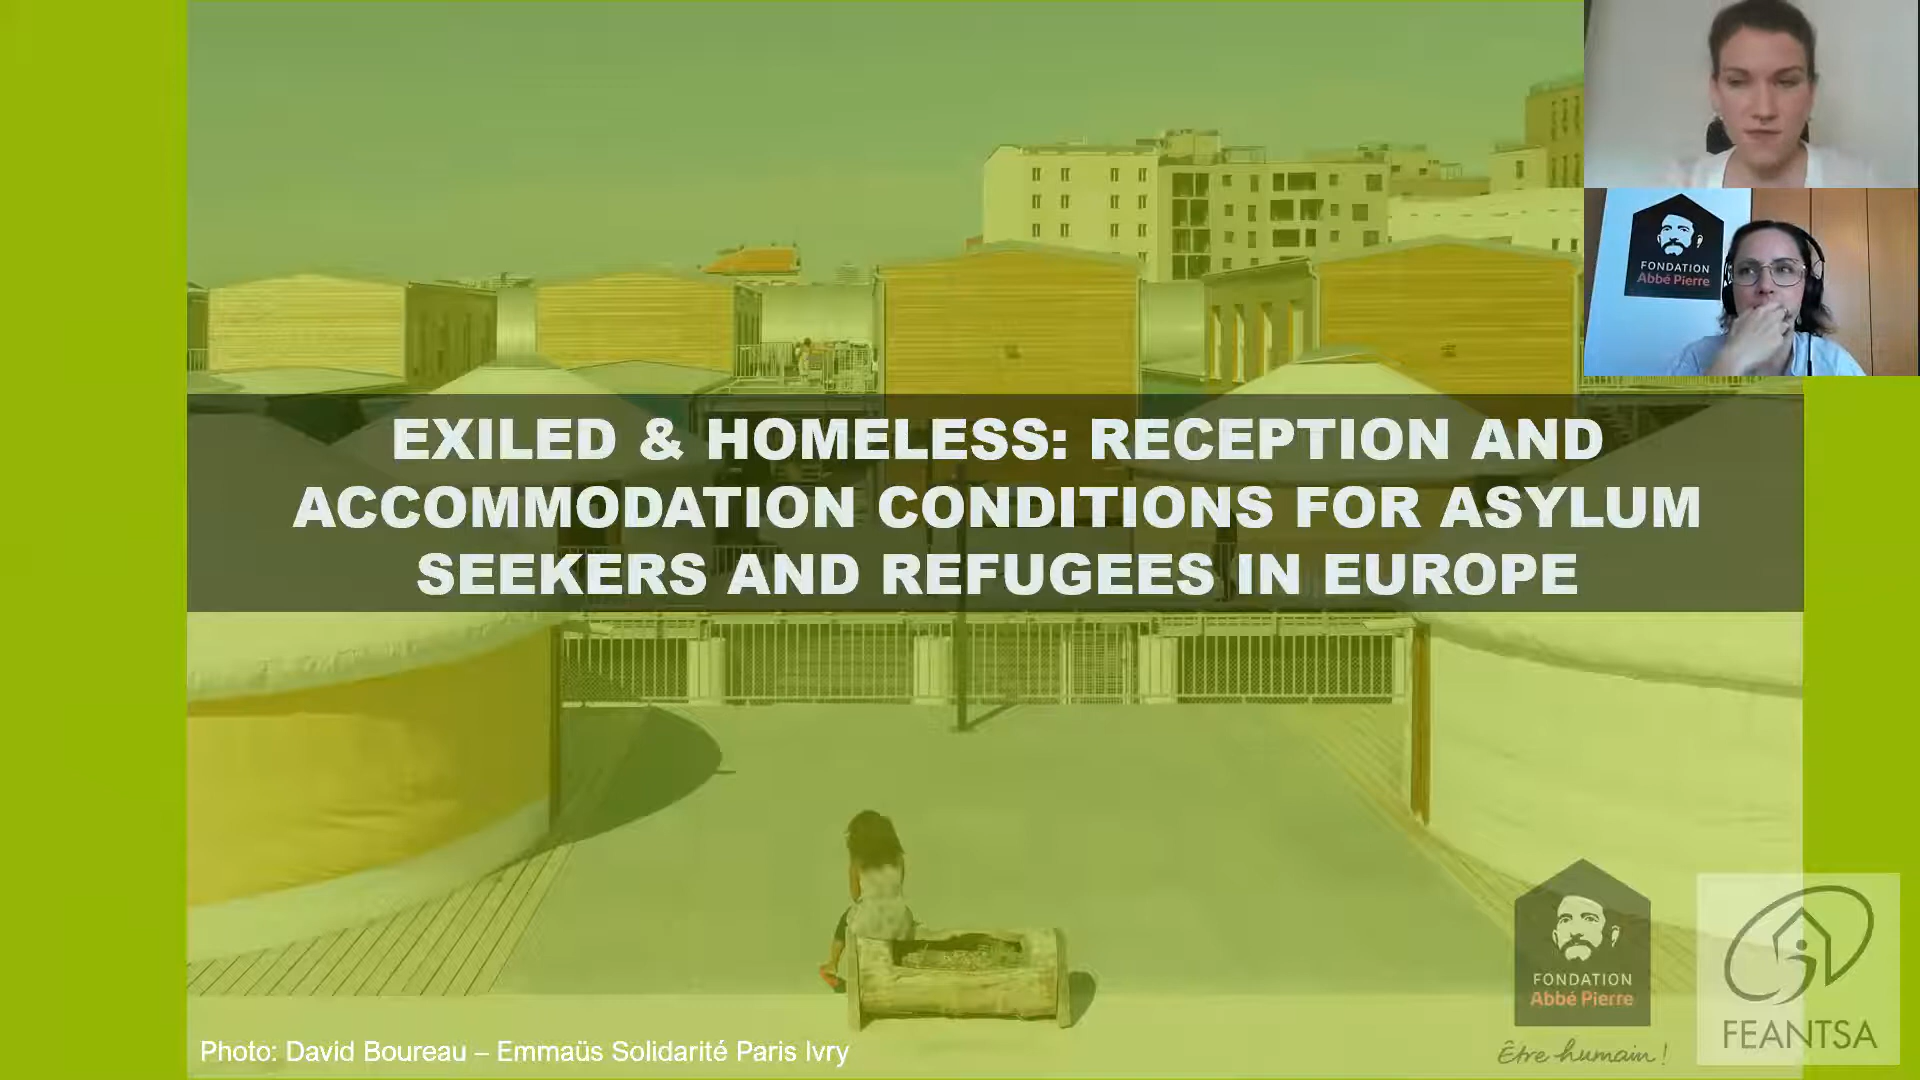 FONDATION
Abbé Pierre
EXILED & HOMELESS: RECEPTION AND
ACCOMMODATION CONDITIONS FOR ASYLUM
SEEKERS AND REFUGEES IN EUROPE
FONDATION
Abbé Pierre
Être humain !
FEANTSA
Photo: David Boureau – Emmaüs Solidarité Paris Ivry